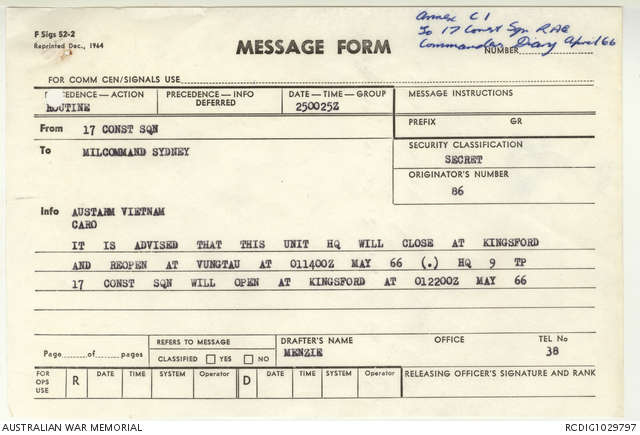 F Sigs 52-2
Reprinted Dec., 1964
MESSAGE FORM
Annex C 1
To 17 Const Sqn RAE
Commanders Diary April 66
NUMBER
FOR COMM CEN/SIGNALS USE
EDENCE—ACTION
ROUTINE
PRECEDENCE—INFO
DEFERRED
DATE—TIME—GROUP
250025Z
MESSAGE INSTRUCTIONS
PREFIX GR
From 17 CONST SQN
To MILCOMMAND SYDNEY
SECURITY CLASSIFICATION
SECRET
ORIGINATOR'S NUMBER
86
Info AUSTARM VIETNAM
CARO
IT IS ADVISED THAT THIS UNIT HQ WILL CLOSE AT KINGSFORD
AND REOPEN AT VUNGTAU AT 011400Z MAY 66 (.) HQ 9 TP
17 CONST SQN WILL OPEN AT KINGSFORD AT 012200Z MAY 66
Page of pages
REFERS TO MESSAGE
CLASSIFIED YES NO
DRAFTER'S NAME
MENZIE
OFFICE
TEL No
38
FOR OPS USE
R DATE TIME SYSTEM Operator D DATE TIME SYSTEM Operator
RELEASING OFFICER'S SIGNATURE AND RANK
AUSTRALIAN WAR MEMORIAL
RCDIG1029797